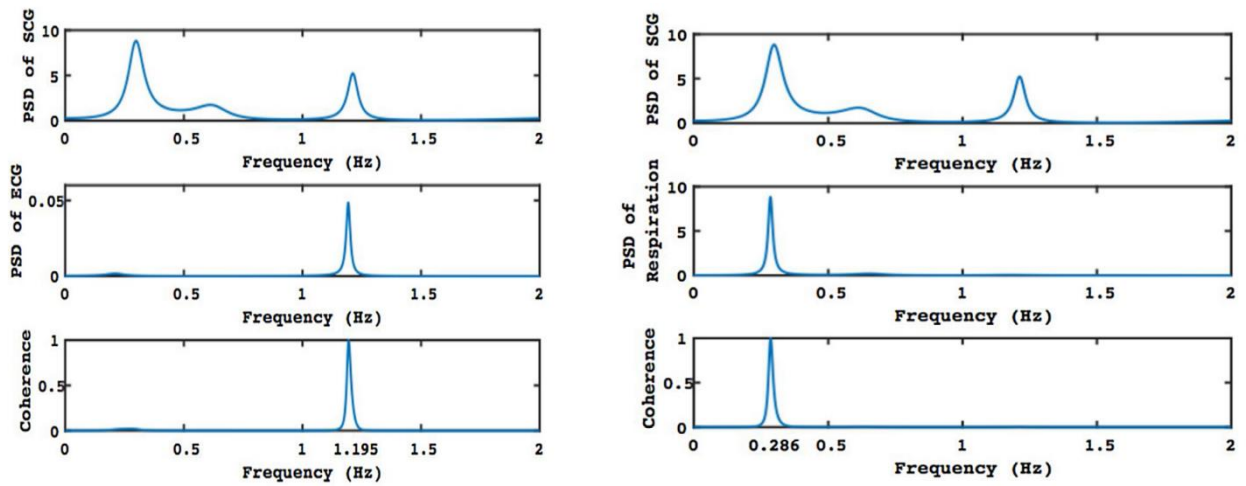 PSD of SCG
10
5
0
0 0.5 1 1.5 2
Frequency (Hz)
PSD of ECG
0.05
0
0 0.5 1 1.5 2
Frequency (Hz)
Coherence
1
0.5
0
0 0.5 1 1.195 1.5 2
Frequency (Hz)
PSD of SCG
10
5
0
0 0.5 1 1.5 2
Frequency (Hz)
PSD of
Respiration
10
5
0
0 0.5 1 1.5 2
Frequency (Hz)
Coherence
1
0.5
0
0 0.286 0.5 1 1.5 2
Frequency (Hz)